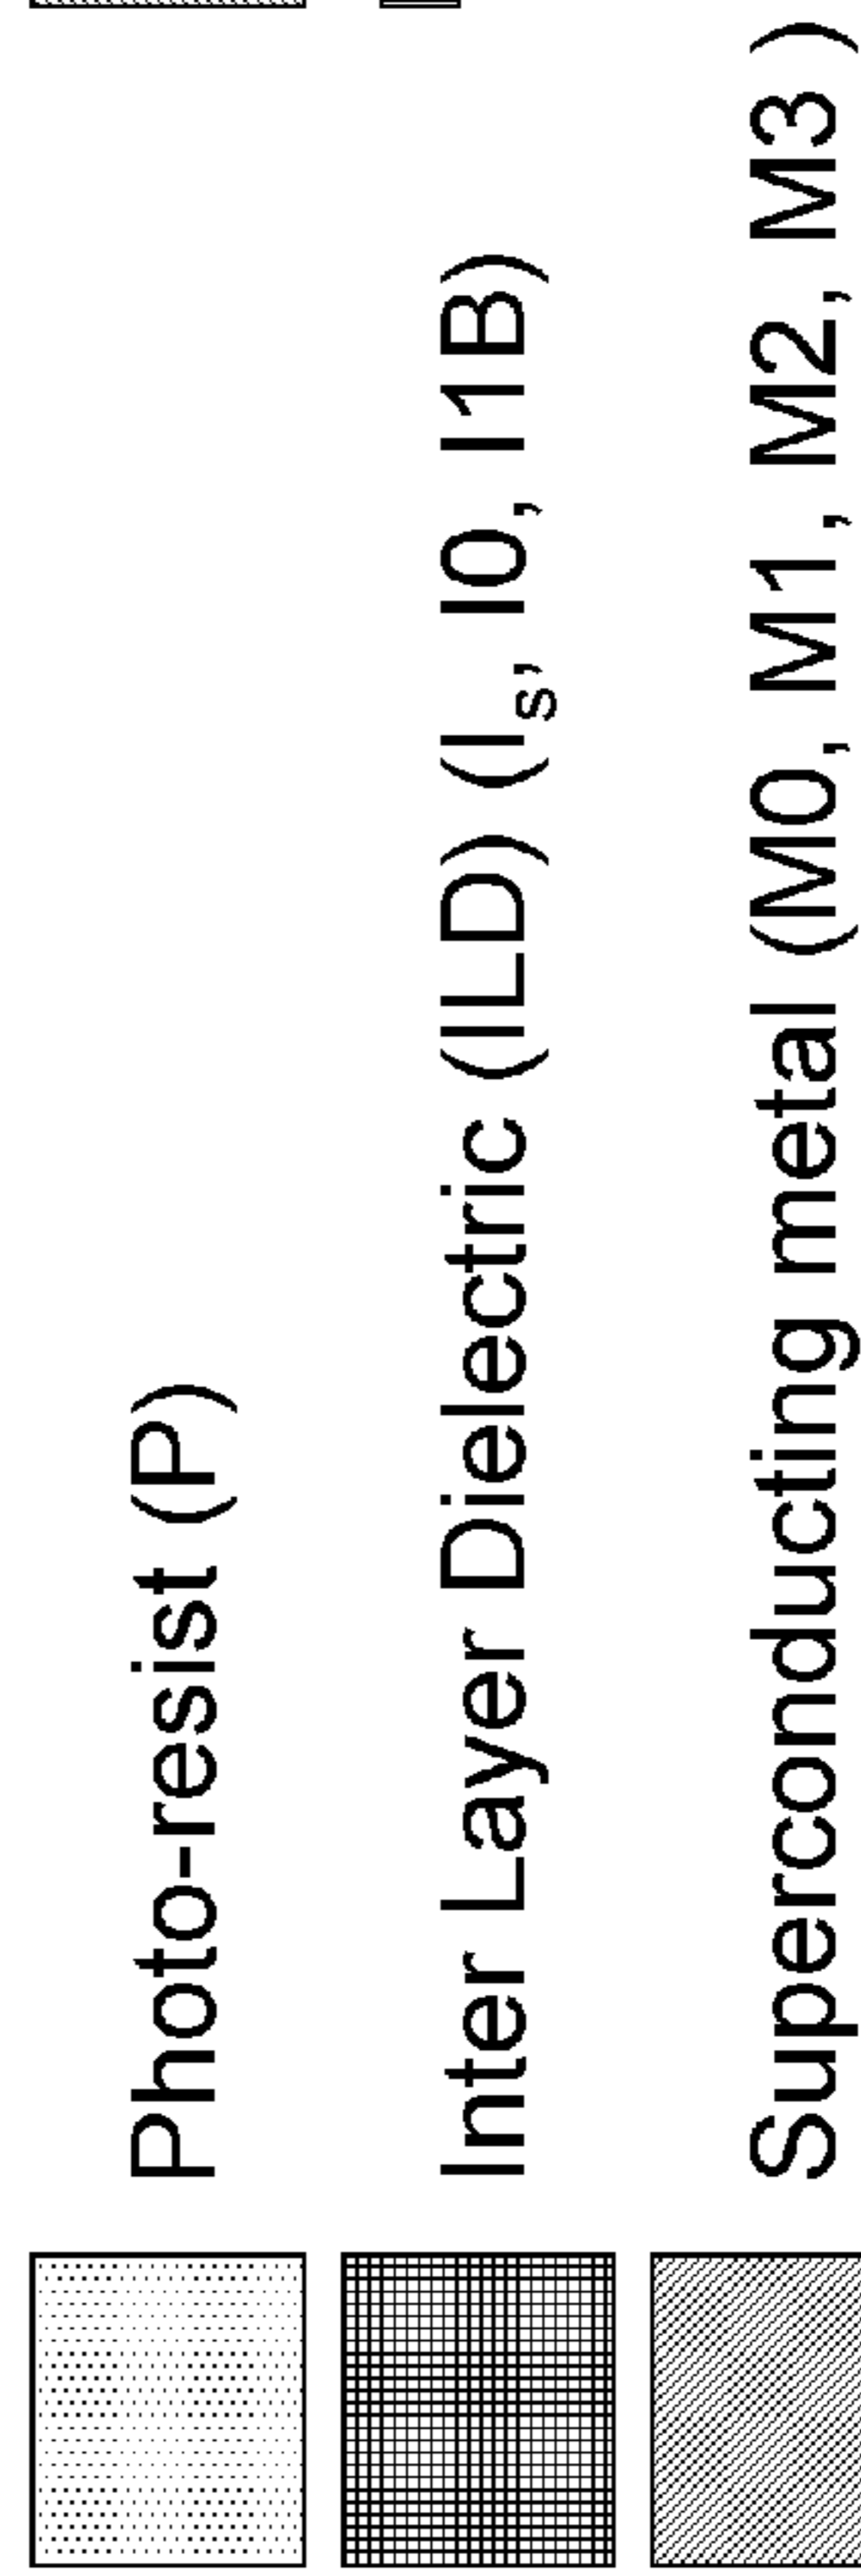 Photo-resist (P)
Inter Layer Dielectric (ILD) (Is, I0, I1B)
Superconducting metal (M0, M1, M2, M3 )